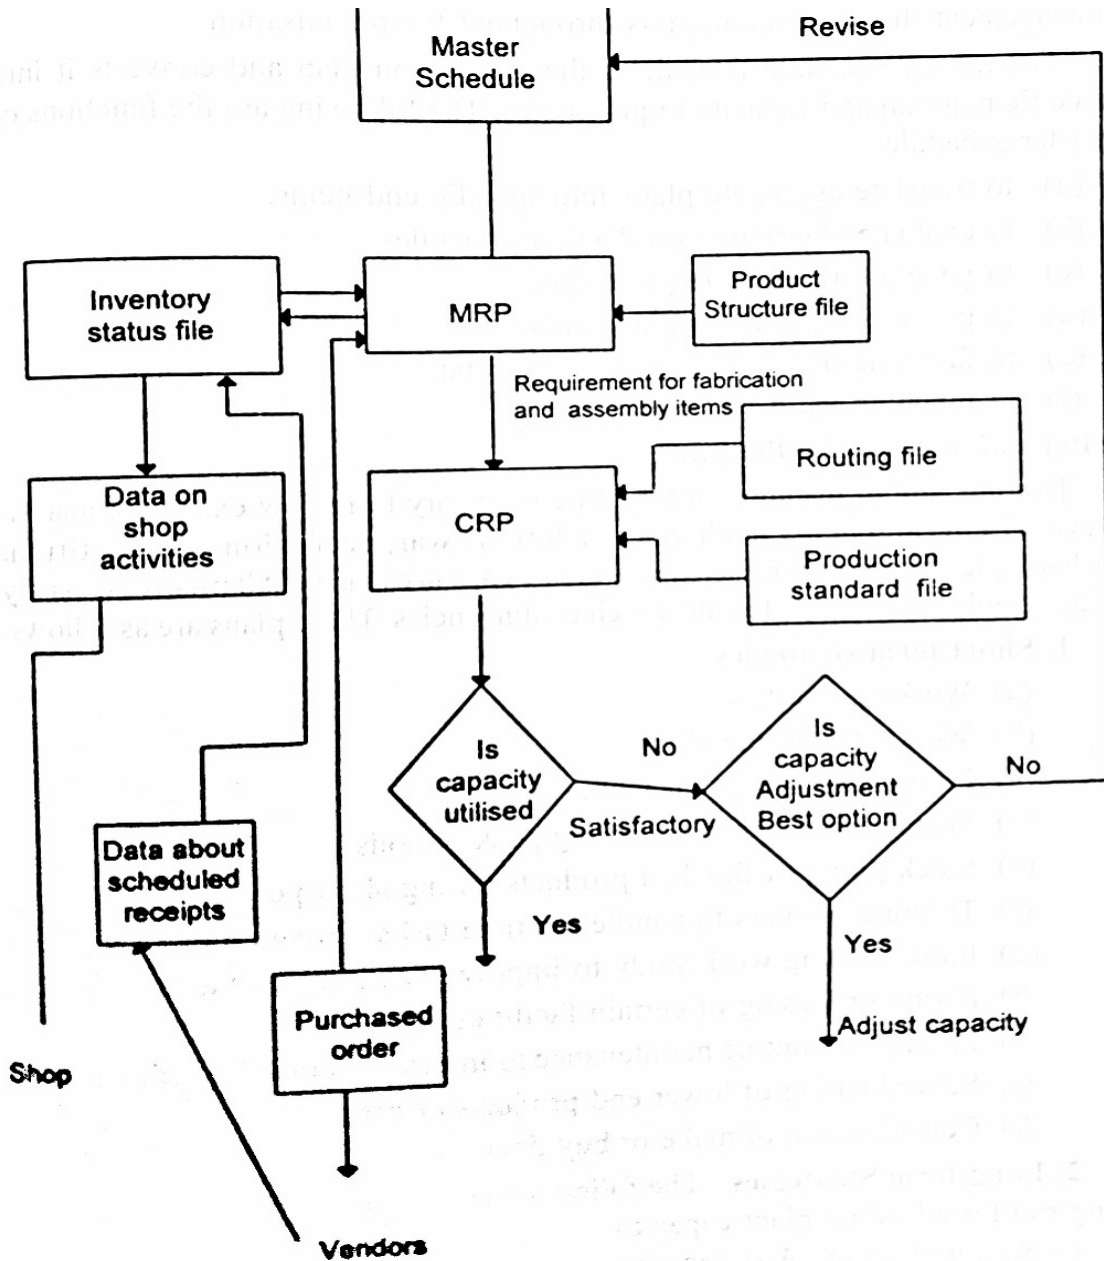 Revise
Master
Schedule
Inventory
status file
MRP
Product
Structure file
Requirement for fabrication
and assembly items
Routing file
Data on
shop
activities
CRP
Production
standard file
Is
capacity
utilised
No
Satisfactory
Is
capacity
Adjustment
Best option
No
Data about
scheduled
receipts
Yes
Yes
Purchased
order
Adjust capacity
Shop
Vendors